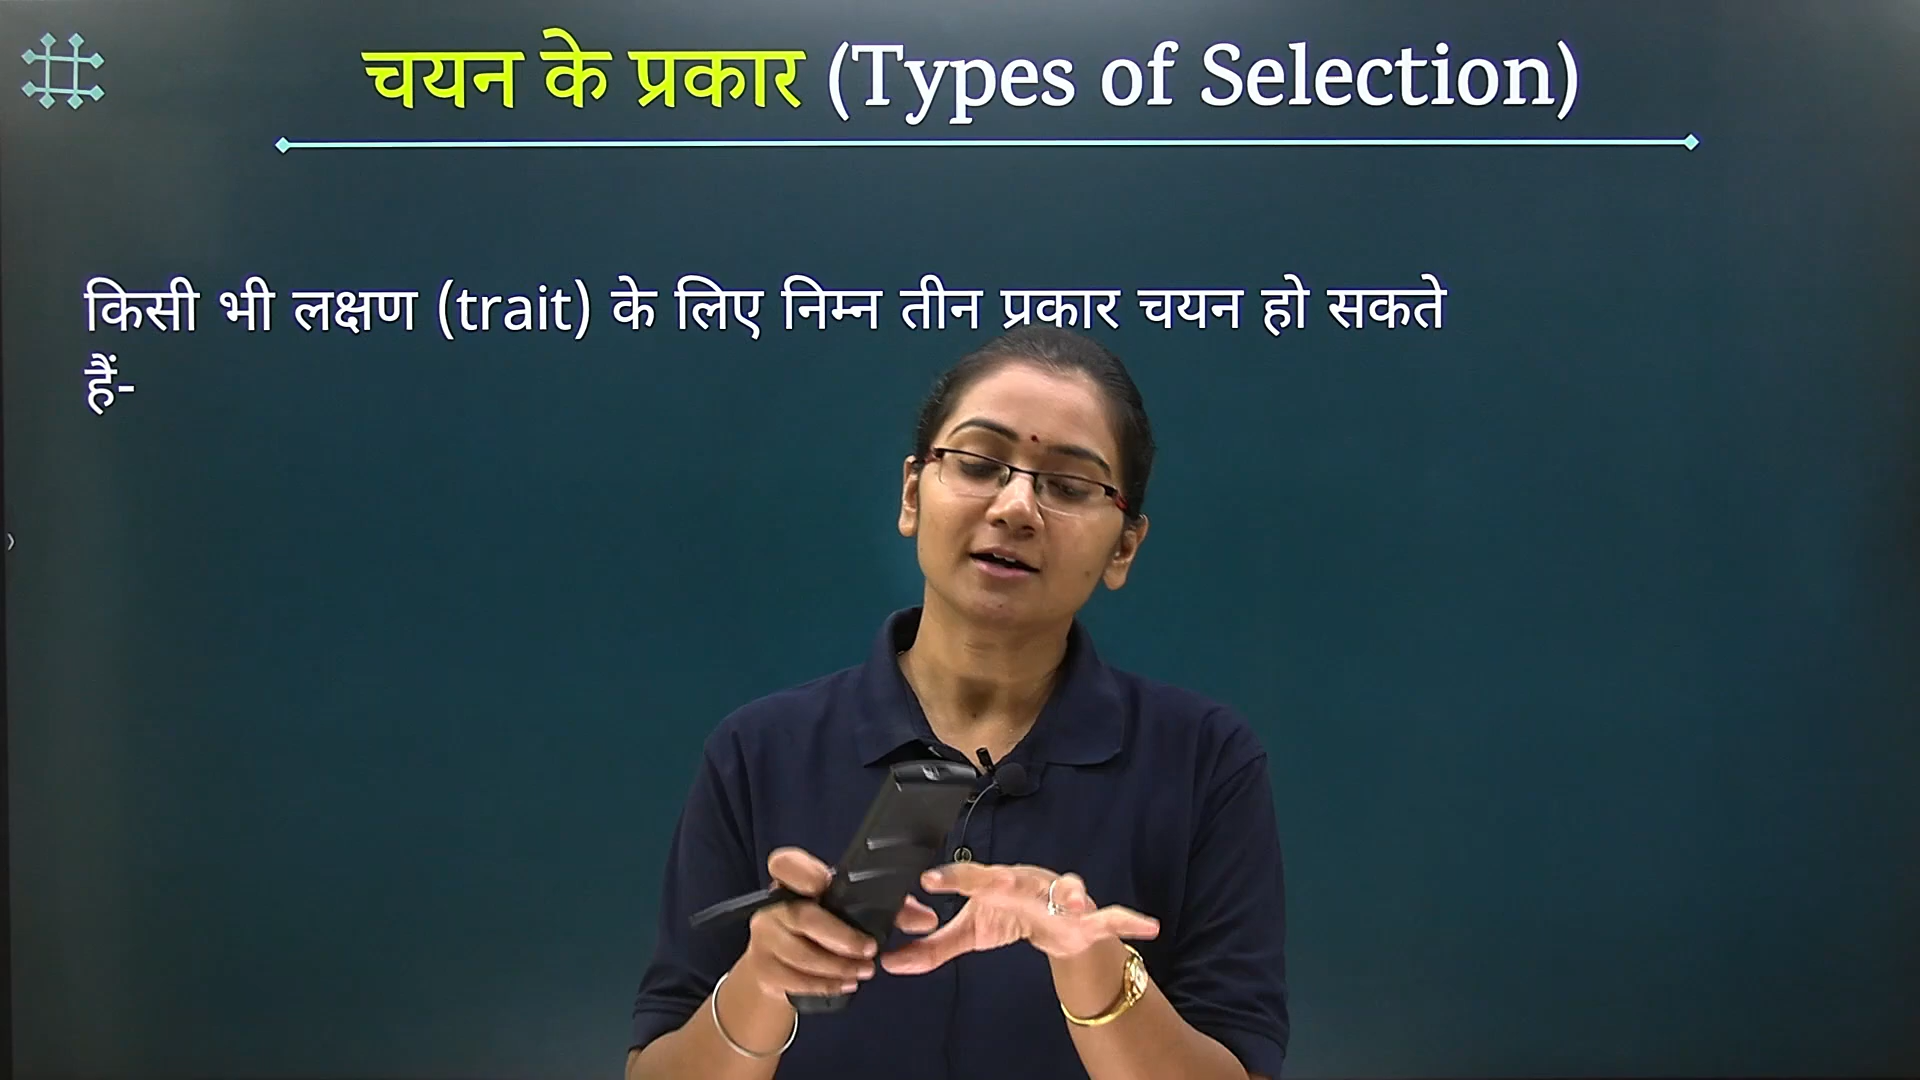 चयन के प्रकार (Types of Selection)
किसी भी लक्षण (trait) के लिए निम्न तीन प्रकार चयन हो सकते
हैं-